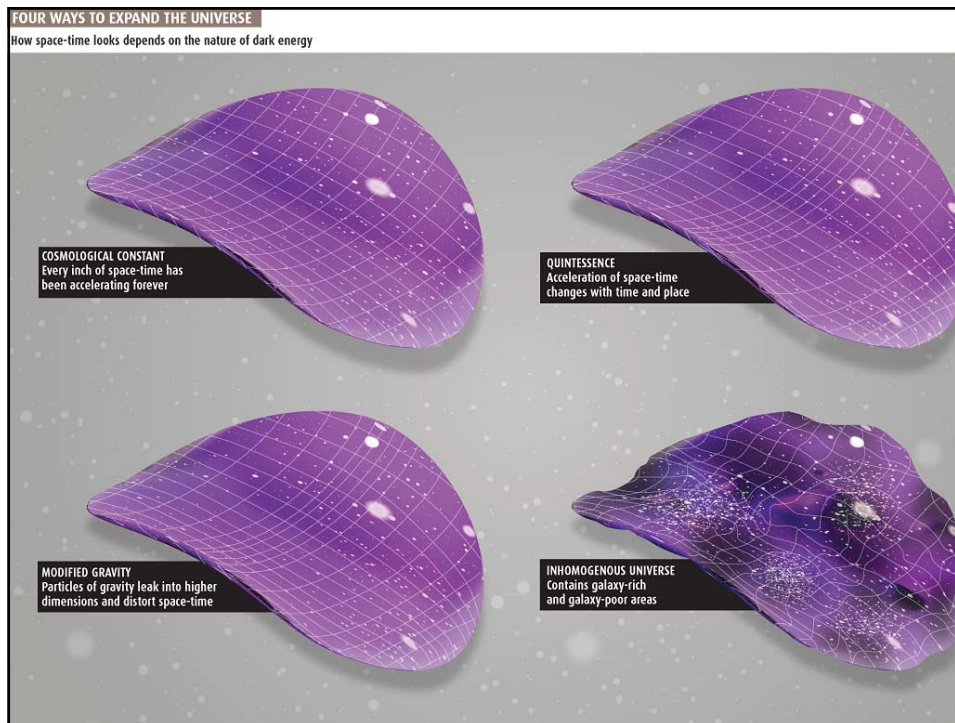 FOUR WAYS TO EXPAND THE UNIVERSE
How space-time looks depends on the nature of dark energy
COSMOLOGICAL CONSTANT
Every inch of space-time has
been accelerating forever
QUINTESSENCE
Acceleration of space-time
changes with time and place
MODIFIED GRAVITY
Particles of gravity leak into higher
dimensions and distort space-time
INHOMOGENOUS UNIVERSE
Contains galaxy-rich
and galaxy-poor areas